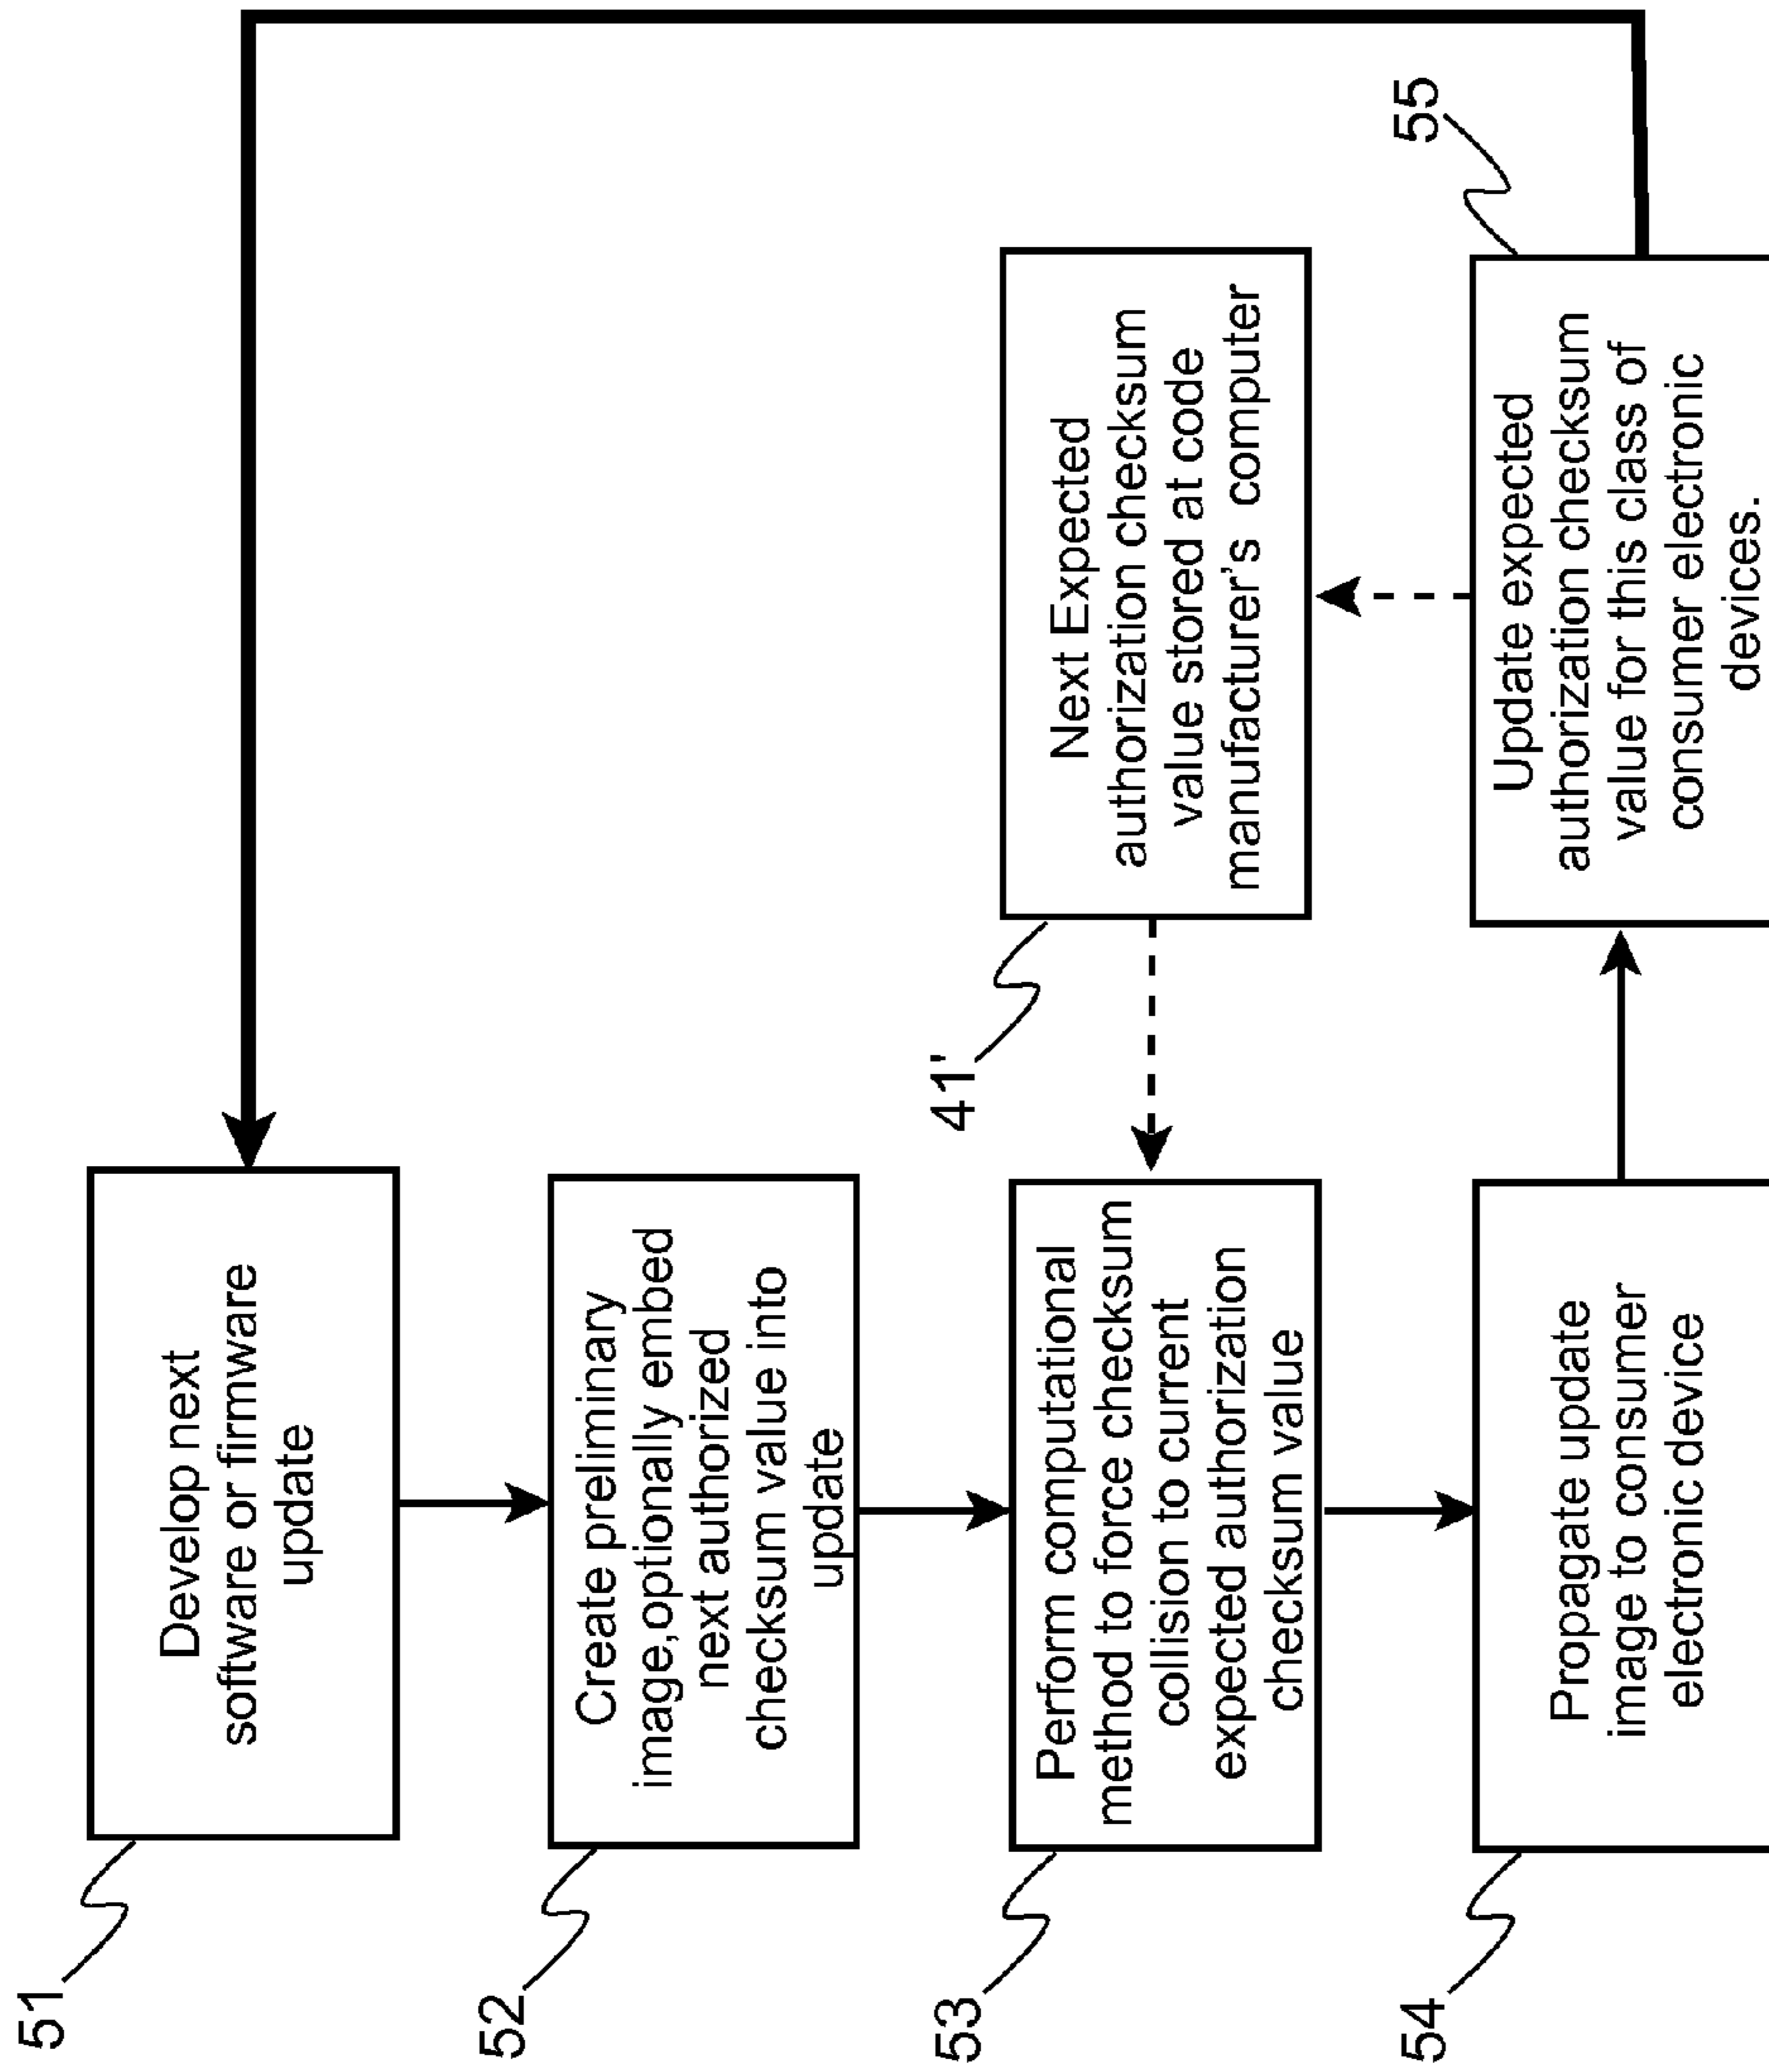 51
Develop next
software or firmware
update
52
Create preliminary
image,optionally embed
next authorized
checksum value into
update
53
Perform computational
method to force checksum
collision to current
expected authorization
checksum value
54
Propagate update
image to consumer
electronic device
41'
Next Expected
authorization checksum
value stored at code
manufacturer's computer
55
Update expected
authorization checksum
value for this class of
consumer electronic
devices.